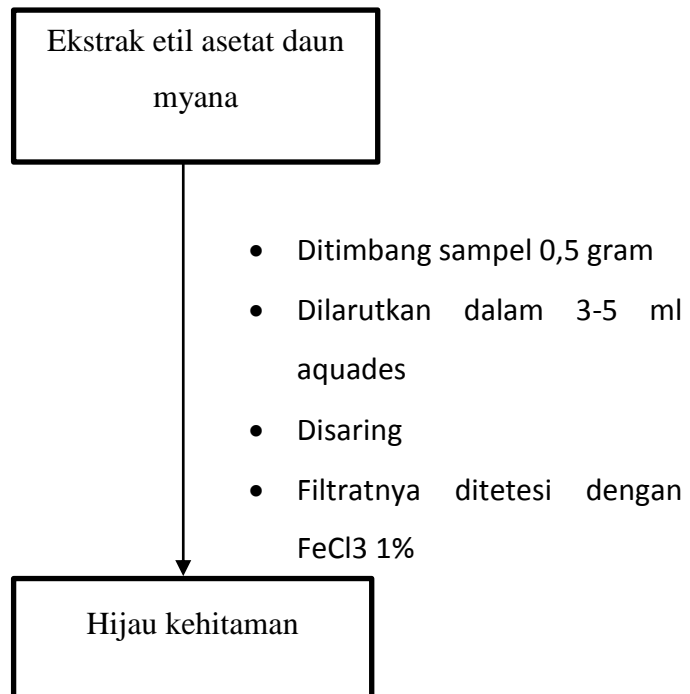 Ekstrak etil asetat daun
myana
• Ditimbang sampel 0,5 gram
• Dilarutkan dalam 3-5 ml
aquades
• Disaring
• Filtratnya ditetesi dengan
FeCl3 1%
Hijau kehitaman